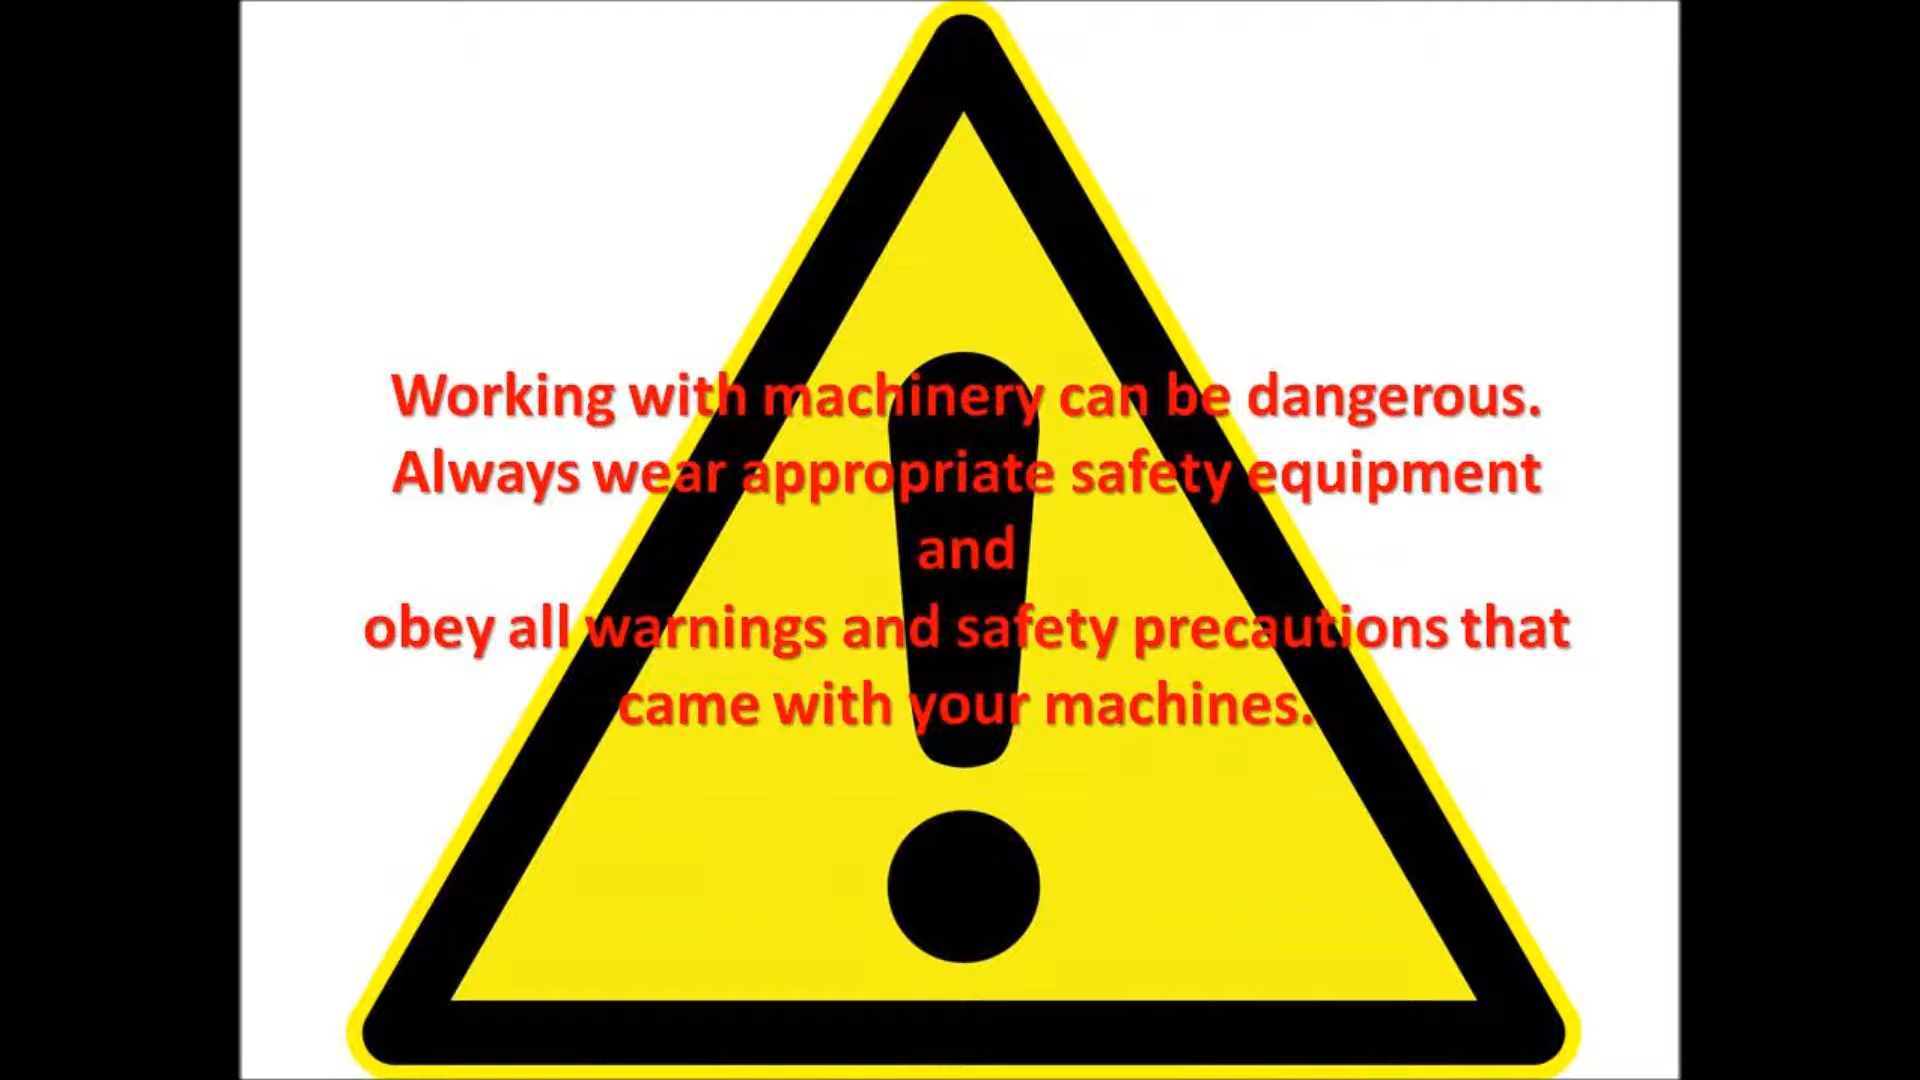 Working with machinery can be dangerous.
Always wear appropriate safety equipment
and
obey all warnings and safety precautions that
came with your machines.